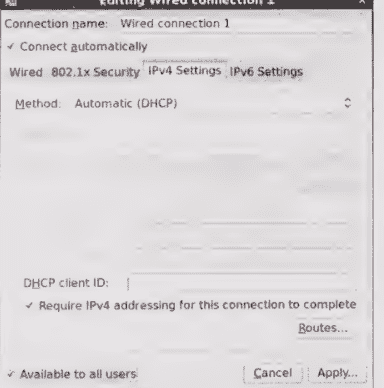 Editing Wired connection 1
Connection name: Wired connection 1
✓ Connect automatically
Wired 802.1x Security IPv4 Settings IPv6 Settings
Method: Automatic (DHCP)
DHCP client ID:
✓ Require IPv4 addressing for this connection to complete
Routes...
✓ Available to all users Cancel Apply...